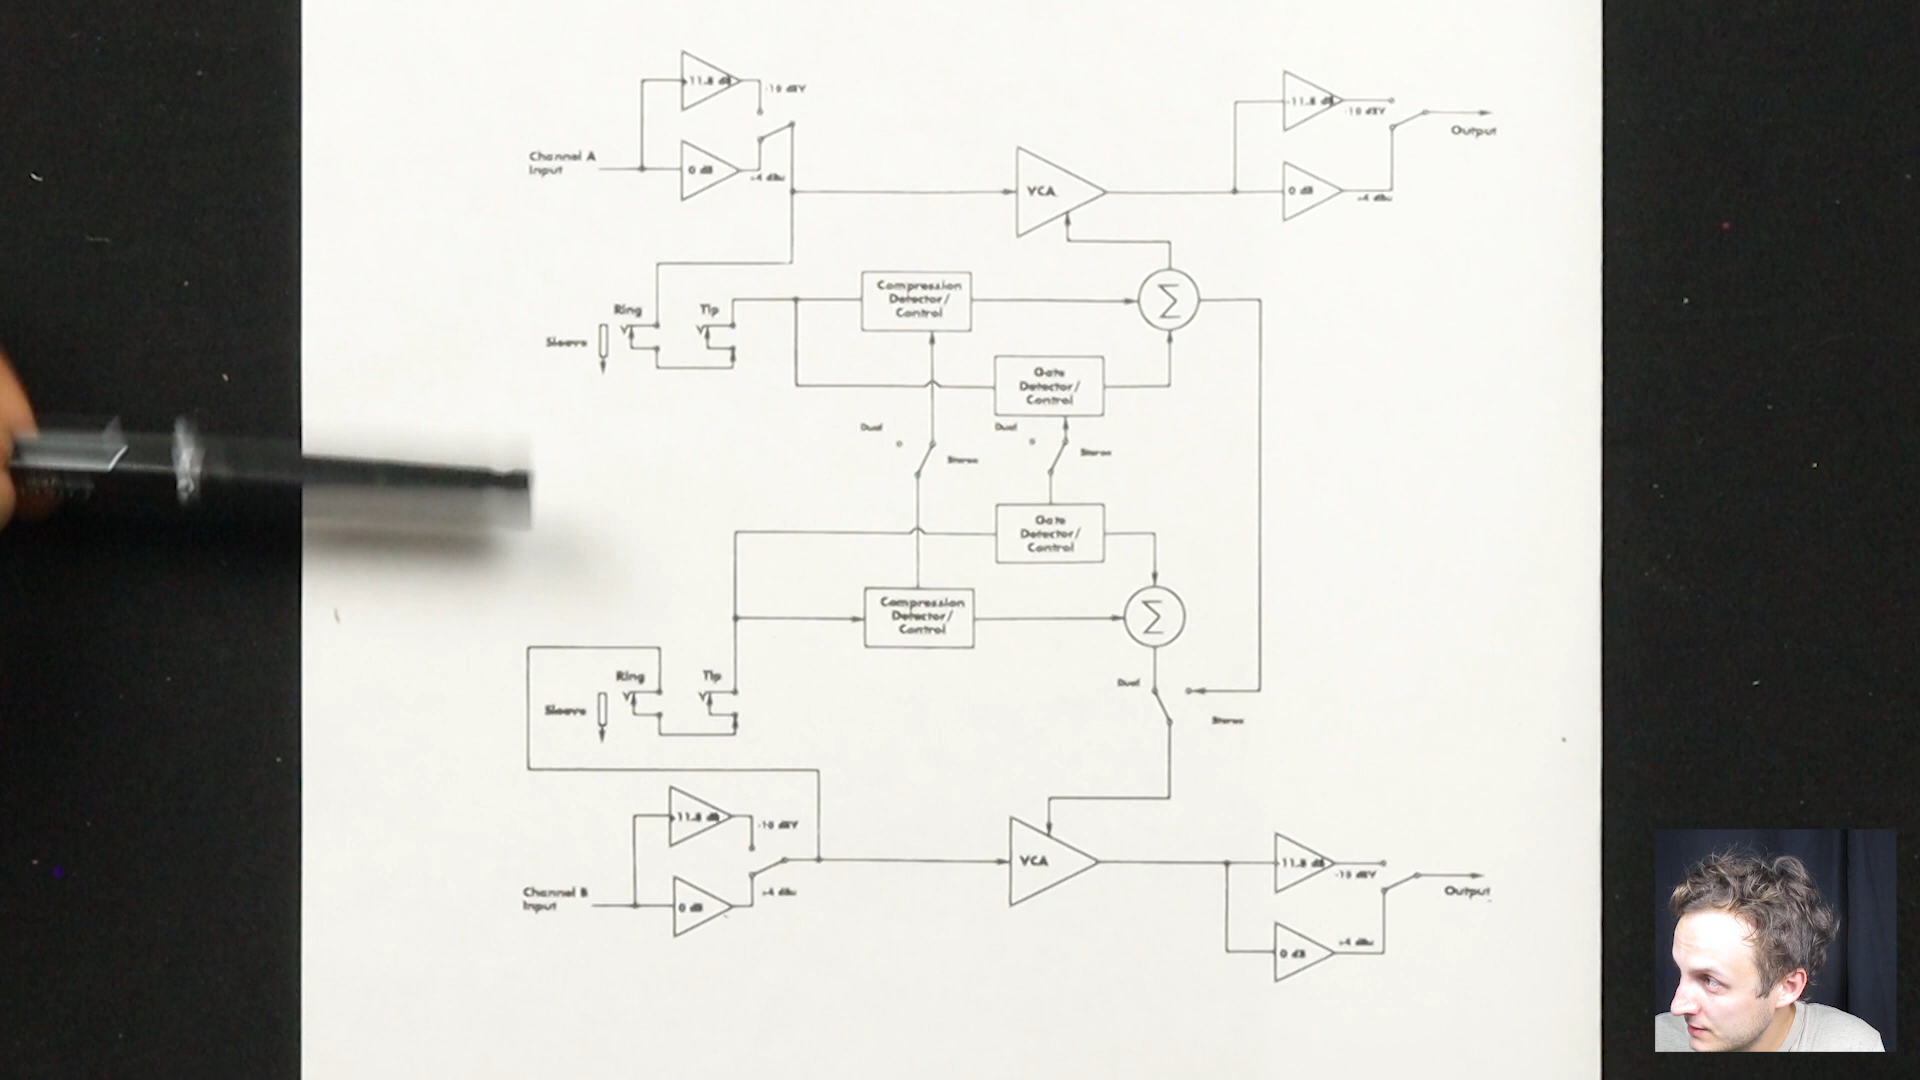 11.8 dB
-10 dBV
-11.8 dB
-10 dBV
Output
Channel A
Input
0 dB
+4 dBu
VCA
0 dB
+4 dBu
Ring
Tip
Sleeve
Compression
Detector/
Control
Σ
Gate
Detector/
Control
Dual
Stereo
Dual
Stereo
Gate
Detector/
Control
Compression
Detector/
Control
Σ
Ring
Tip
Sleeve
Dual
Stereo
11.8 dB
-10 dBV
Channel B
Input
0 dB
+4 dBu
VCA
-11.8 dB
-10 dBV
Output
0 dB
+4 dBu